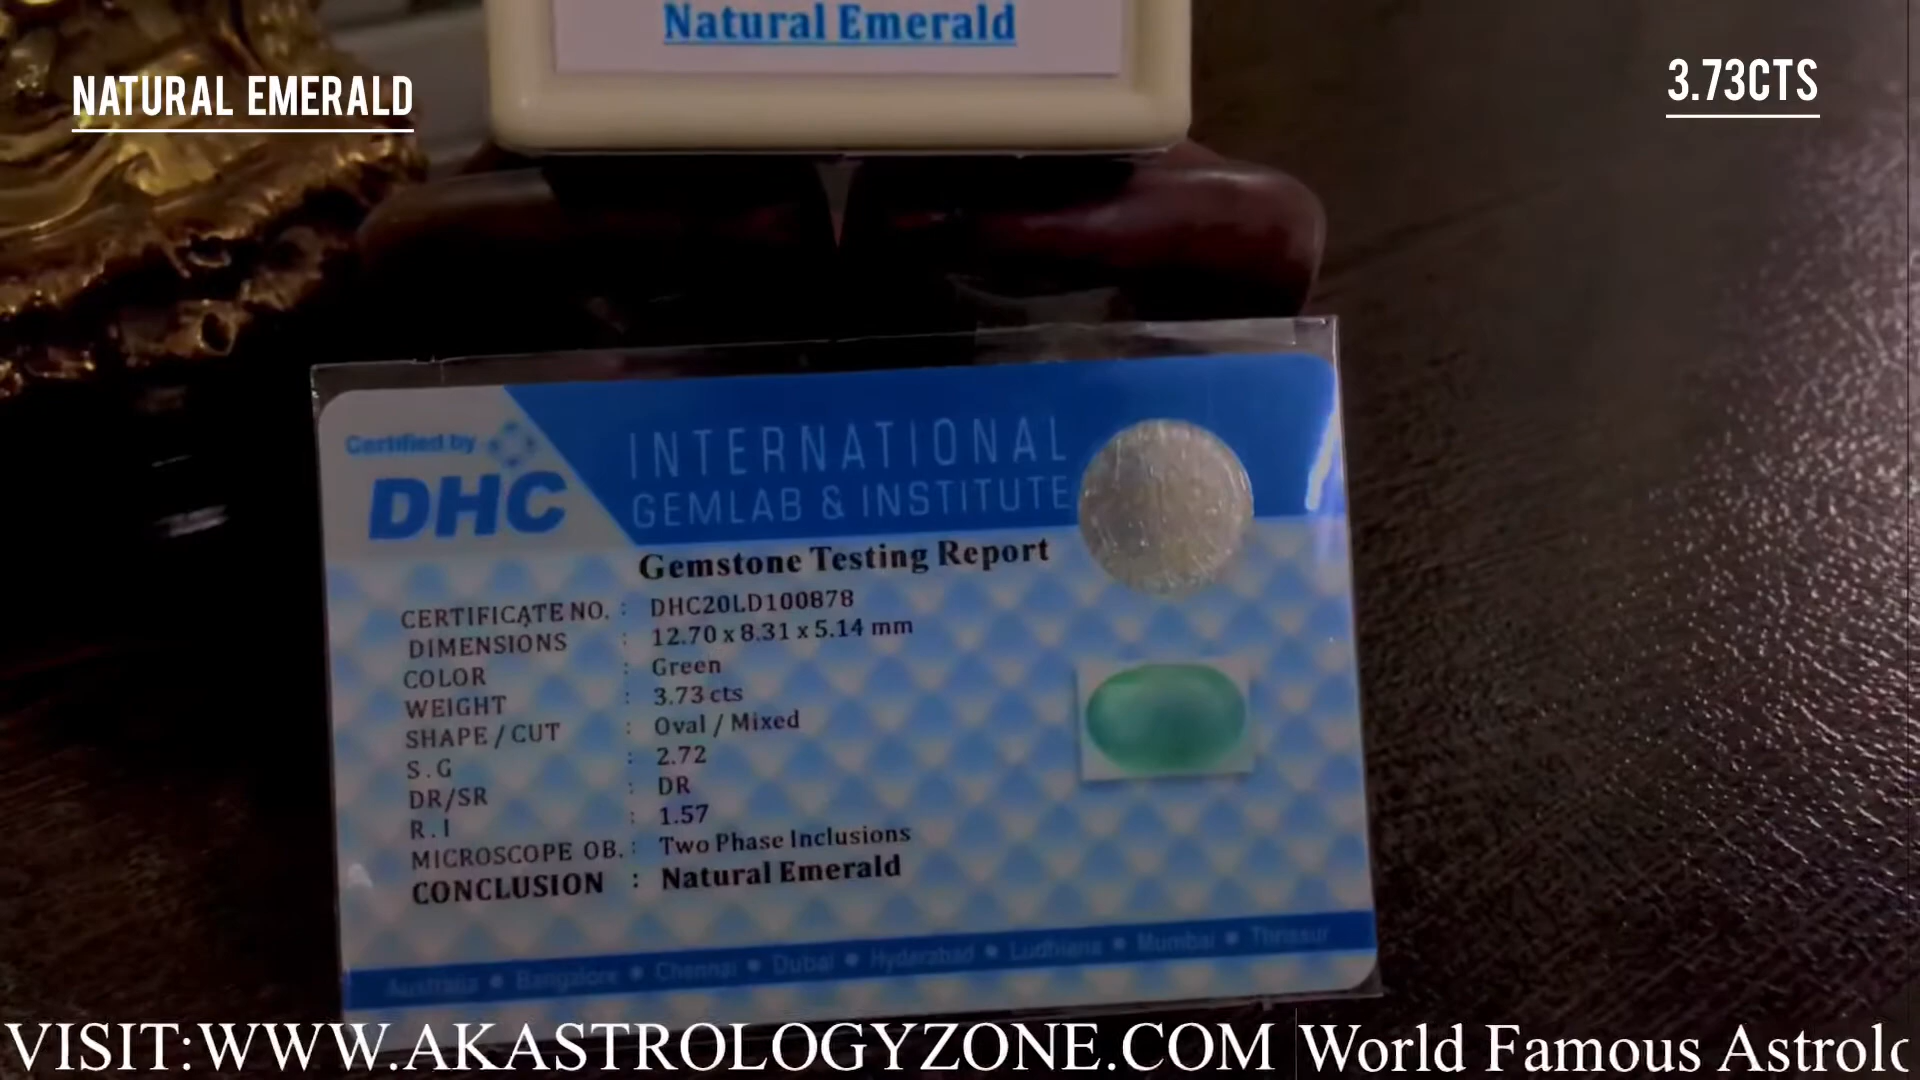 Natural Emerald
NATURAL EMERALD
3.73CTS
Certified by
DHC
INTERNATIONAL
GEMLAB & INSTITUTE
Gemstone Testing Report
CERTIFICATE NO. : DHC20LD100878
DIMENSIONS : 12.70 x 8.31 x 5.14 mm
COLOR : Green
WEIGHT : 3.73 cts
SHAPE / CUT : Oval / Mixed
S.G : 2.72
DR/SR : DR
R.I : 1.57
MICROSCOPE OB. : Two Phase Inclusions
CONCLUSION : Natural Emerald
Australia • Bangalore • Chennai • Dubai • Hyderabad • Ludhiana • Mumbai • Thrissur
VISIT:WWW.AKASTROLOGYZONE.COM World Famous Astrolo